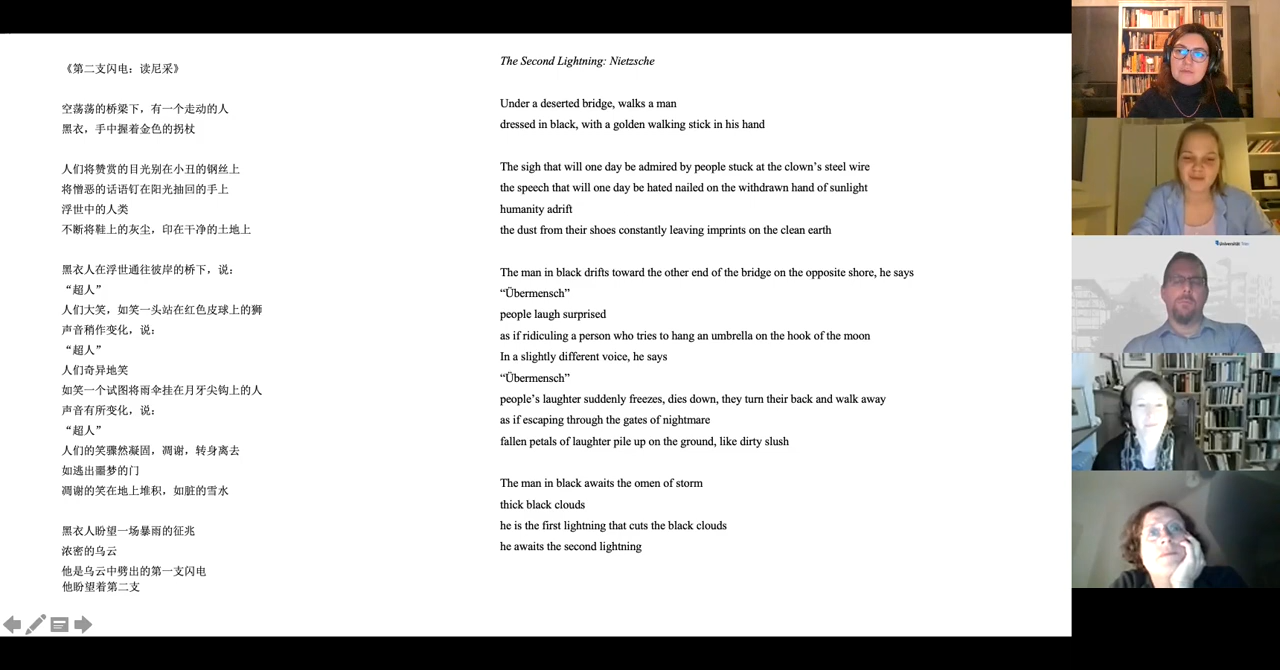 《第二支闪电：读尼采》
空荡荡的桥梁下，有一个走动的人
黑衣，手中握着金色的拐杖
人们将赞赏的目光别在小丑的钢丝上
将憎恶的话语钉在阳光抽回的手上
浮世中的人类
不断将鞋上的灰尘，印在干净的土地上
黑衣人在浮世通往彼岸的桥下，说：
“超人”
人们大笑，如笑一头站在红色皮球上的狮
声音稍作变化，说：
“超人”
人们奇异地笑
如笑一个试图将雨伞挂在月牙尖钩上的人
声音有所变化，说：
“超人”
人们的笑骤然凝固，凋谢，转身离去
如逃出噩梦的门
凋谢的笑在地上堆积，如脏的雪水
黑衣人盼望一场暴雨的征兆
浓密的乌云
他是乌云中劈出的第一支闪电
他盼望着第二支
The Second Lightning: Nietzsche
Under a deserted bridge, walks a man
dressed in black, with a golden walking stick in his hand
The sigh that will one day be admired by people stuck at the clown’s steel wire
the speech that will one day be hated nailed on the withdrawn hand of sunlight
humanity adrift
the dust from their shoes constantly leaving imprints on the clean earth
The man in black drifts toward the other end of the bridge on the opposite shore, he says
“Übermensch”
people laugh surprised
as if ridiculing a person who tries to hang an umbrella on the hook of the moon
In a slightly different voice, he says
“Übermensch”
people’s laughter suddenly freezes, dies down, they turn their back and walk away
as if escaping through the gates of nightmare
fallen petals of laughter pile up on the ground, like dirty slush
The man in black awaits the omen of storm
thick black clouds
he is the first lightning that cuts the black clouds
he awaits the second lightning
Universität